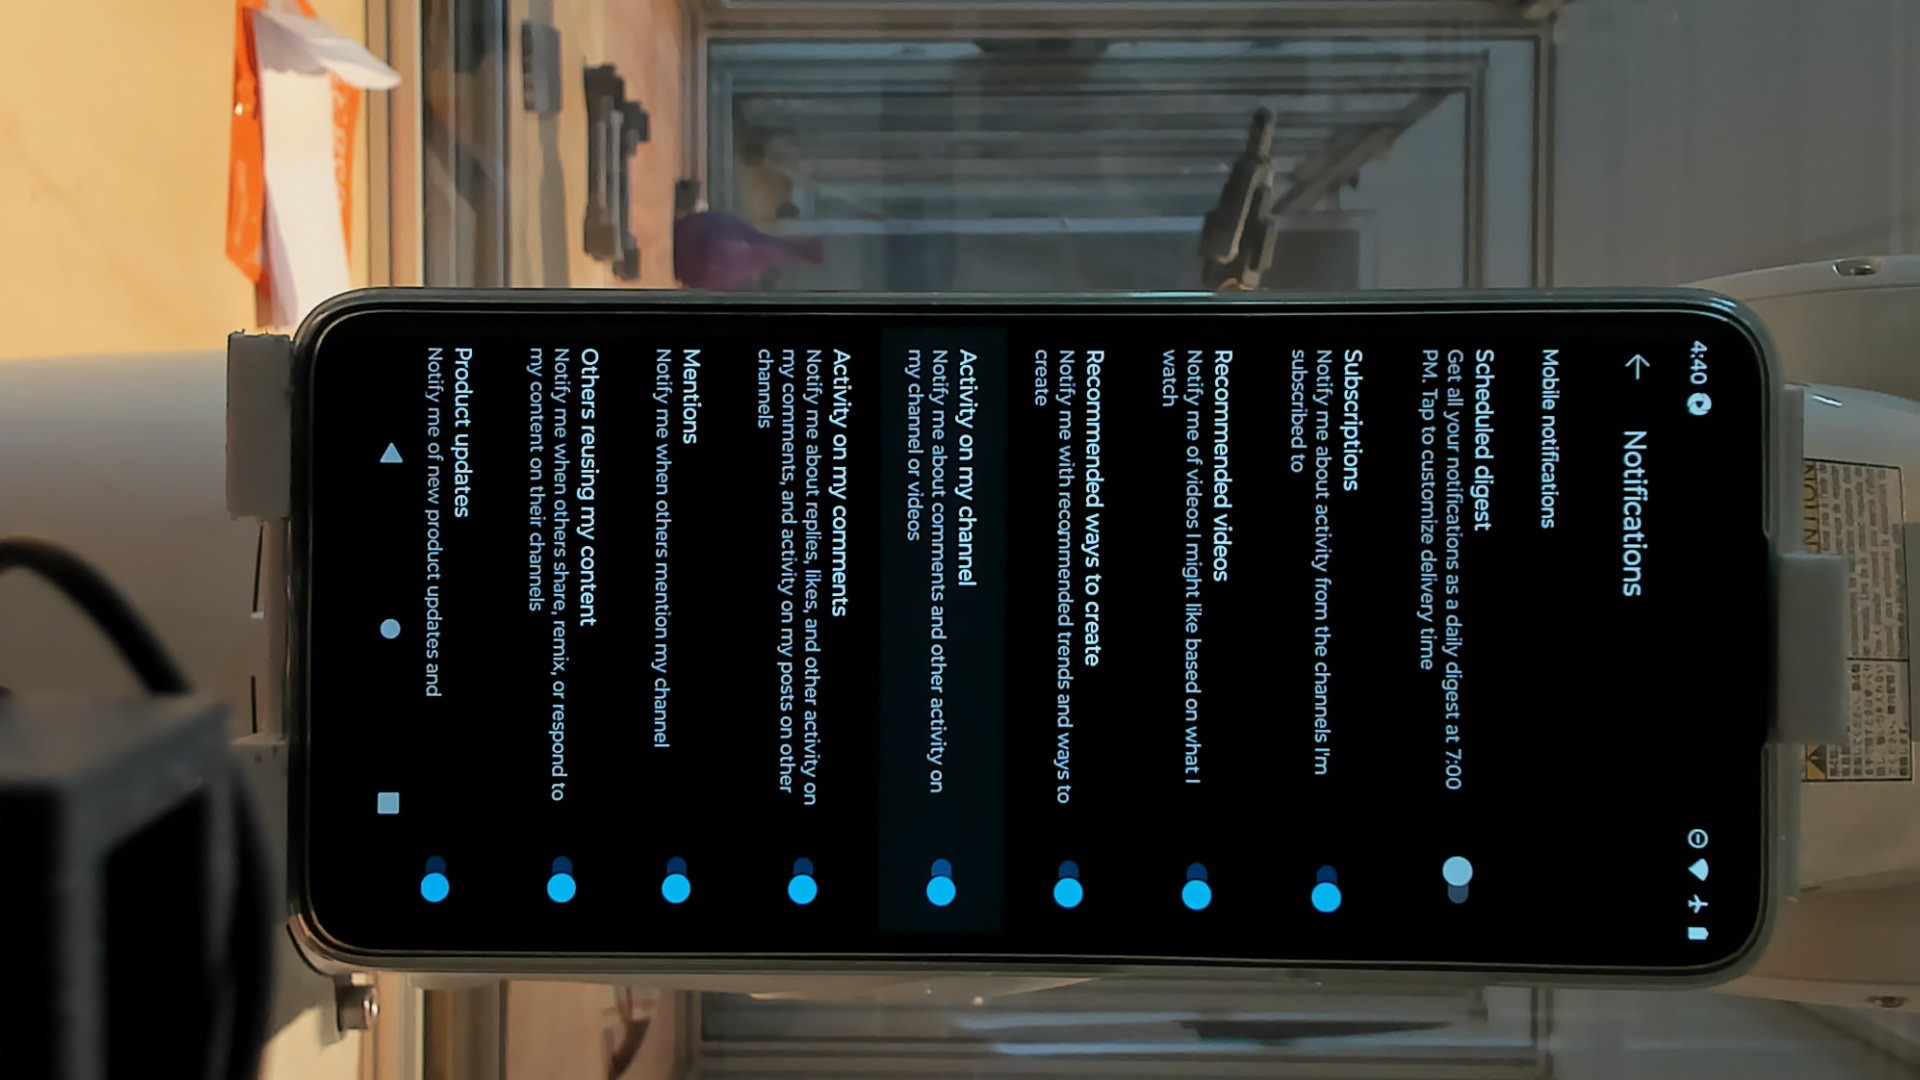 4:40
Notifications
Mobile notifications
Scheduled digest
Get all your notifications as a daily digest at 7:00
PM. Tap to customize delivery time
Subscriptions
Notify me about activity from the channels I'm
subscribed to
Recommended videos
Notify me of videos I might like based on what I
watch
Recommended ways to create
Notify me with recommended trends and ways to
create
Activity on my channel
Notify me about comments and other activity on
my channel or videos
Activity on my comments
Notify me about replies, likes, and other activity on
my comments, and activity on my posts on other
channels
Mentions
Notify me when others mention my channel
Others reusing my content
Notify me when others share, remix, or respond to
my content on their channels
Product updates
Notify me of new product updates and